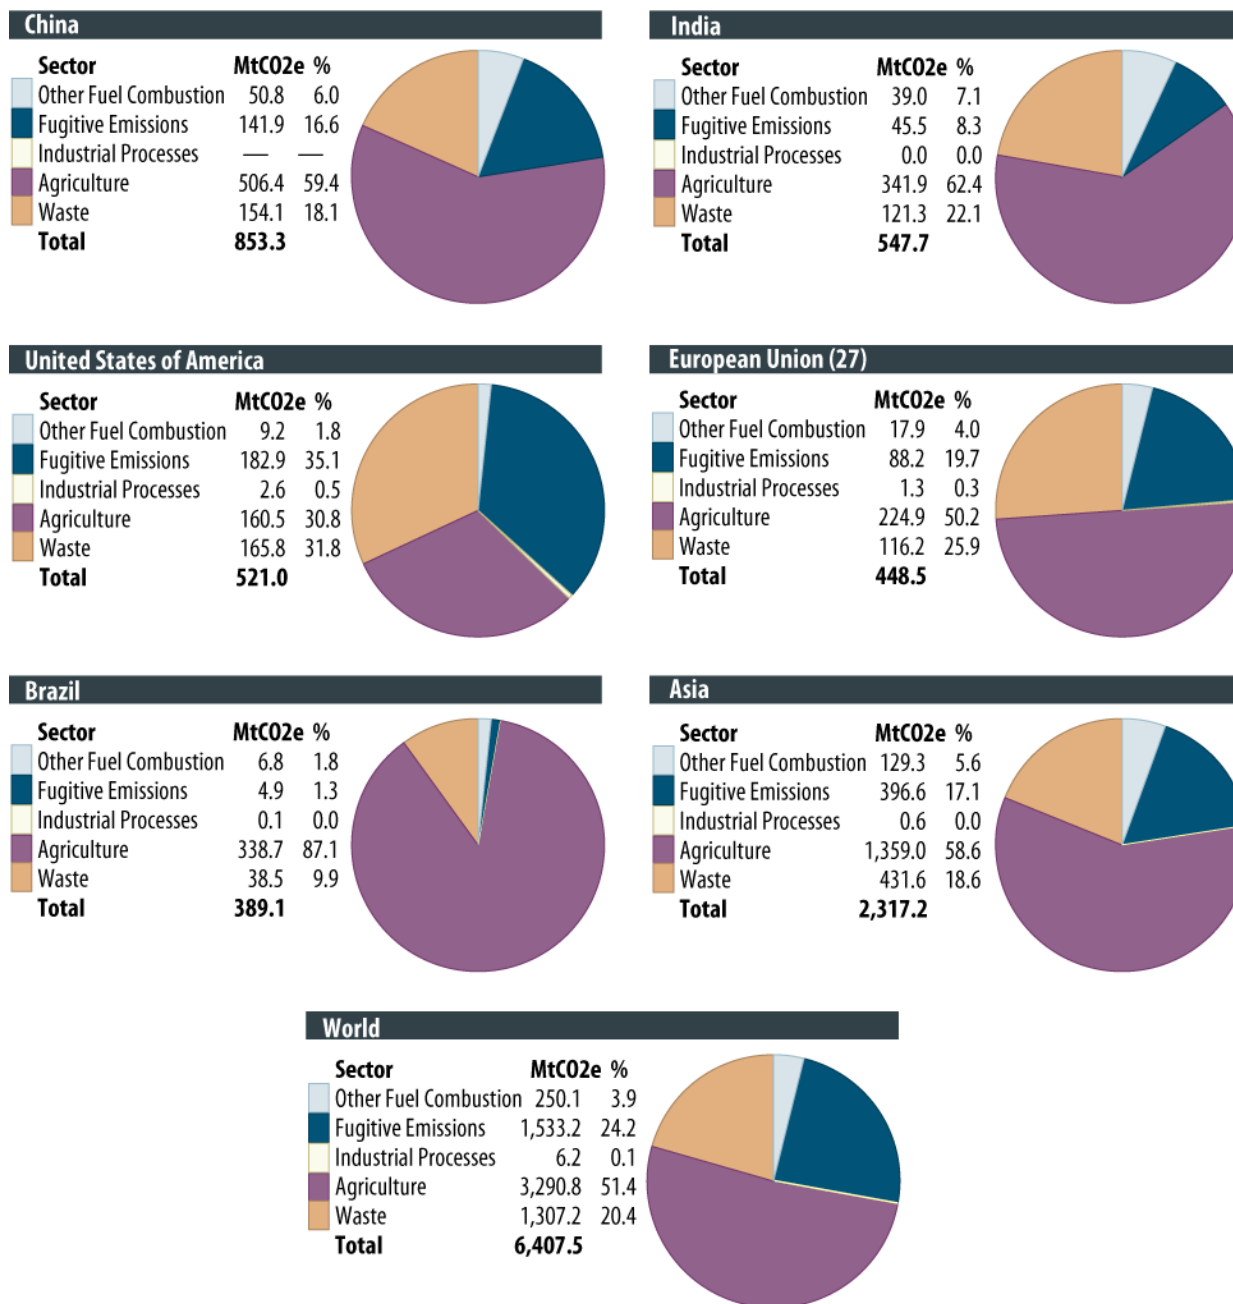 China
Sector MtCO2e %
Other Fuel Combustion 50.8 6.0
Fugitive Emissions 141.9 16.6
Industrial Processes — —
Agriculture 506.4 59.4
Waste 154.1 18.1
Total 853.3
India
Sector MtCO2e %
Other Fuel Combustion 39.0 7.1
Fugitive Emissions 45.5 8.3
Industrial Processes 0.0 0.0
Agriculture 341.9 62.4
Waste 121.3 22.1
Total 547.7
United States of America
Sector MtCO2e %
Other Fuel Combustion 9.2 1.8
Fugitive Emissions 182.9 35.1
Industrial Processes 2.6 0.5
Agriculture 160.5 30.8
Waste 165.8 31.8
Total 521.0
European Union (27)
Sector MtCO2e %
Other Fuel Combustion 17.9 4.0
Fugitive Emissions 88.2 19.7
Industrial Processes 1.3 0.3
Agriculture 224.9 50.2
Waste 116.2 25.9
Total 448.5
Brazil
Sector MtCO2e %
Other Fuel Combustion 6.8 1.8
Fugitive Emissions 4.9 1.3
Industrial Processes 0.1 0.0
Agriculture 338.7 87.1
Waste 38.5 9.9
Total 389.1
Asia
Sector MtCO2e %
Other Fuel Combustion 129.3 5.6
Fugitive Emissions 396.6 17.1
Industrial Processes 0.6 0.0
Agriculture 1,359.0 58.6
Waste 431.6 18.6
Total 2,317.2
World
Sector MtCO2e %
Other Fuel Combustion 250.1 3.9
Fugitive Emissions 1,533.2 24.2
Industrial Processes 6.2 0.1
Agriculture 3,290.8 51.4
Waste 1,307.2 20.4
Total 6,407.5